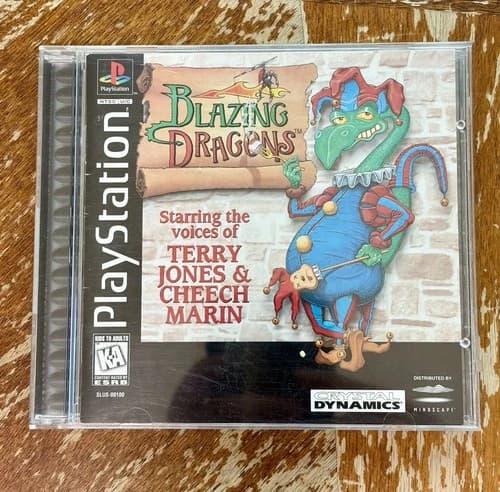 PlayStation
NTSC U/C
PlayStation
BLAZING
DRAGONS™
Starring the
voices of
TERRY
JONES &
CHEECH
MARIN
KIDS TO ADULTS
K-A
CONTENT RATED BY
ESRB
SLUS-00100
CRYSTAL
DYNAMICS
DISTRIBUTED BY
MINDSCAPE